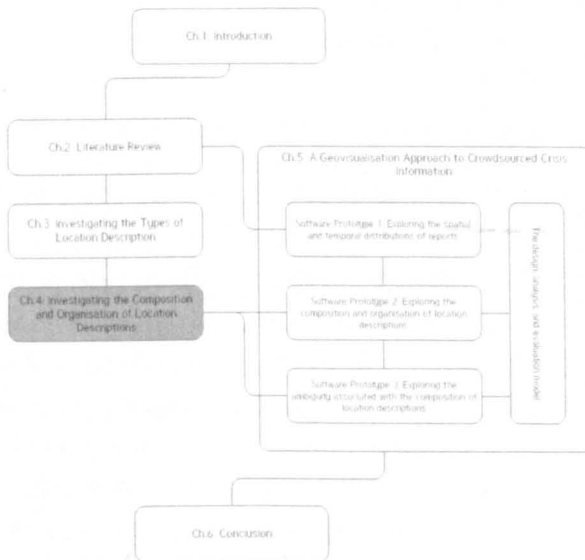 Ch.1: Introduction
Ch.2: Literature Review
Ch.5: A Geovisualisation Approach to Crowdsourced Crisis
Information
Ch.3: Investigating the Types of
Location Description
Software Prototype 1: Exploring the spatial
and temporal distributions of reports
Ch.4: Investigating the Composition
and Organisation of Location
Descriptions
Software Prototype 2: Exploring the
composition and organisation of location
descriptions
Software Prototype 3: Exploring the
ambiguity associated with the composition of
location descriptions
The design, analysis, and evaluation model
Ch.6: Conclusion